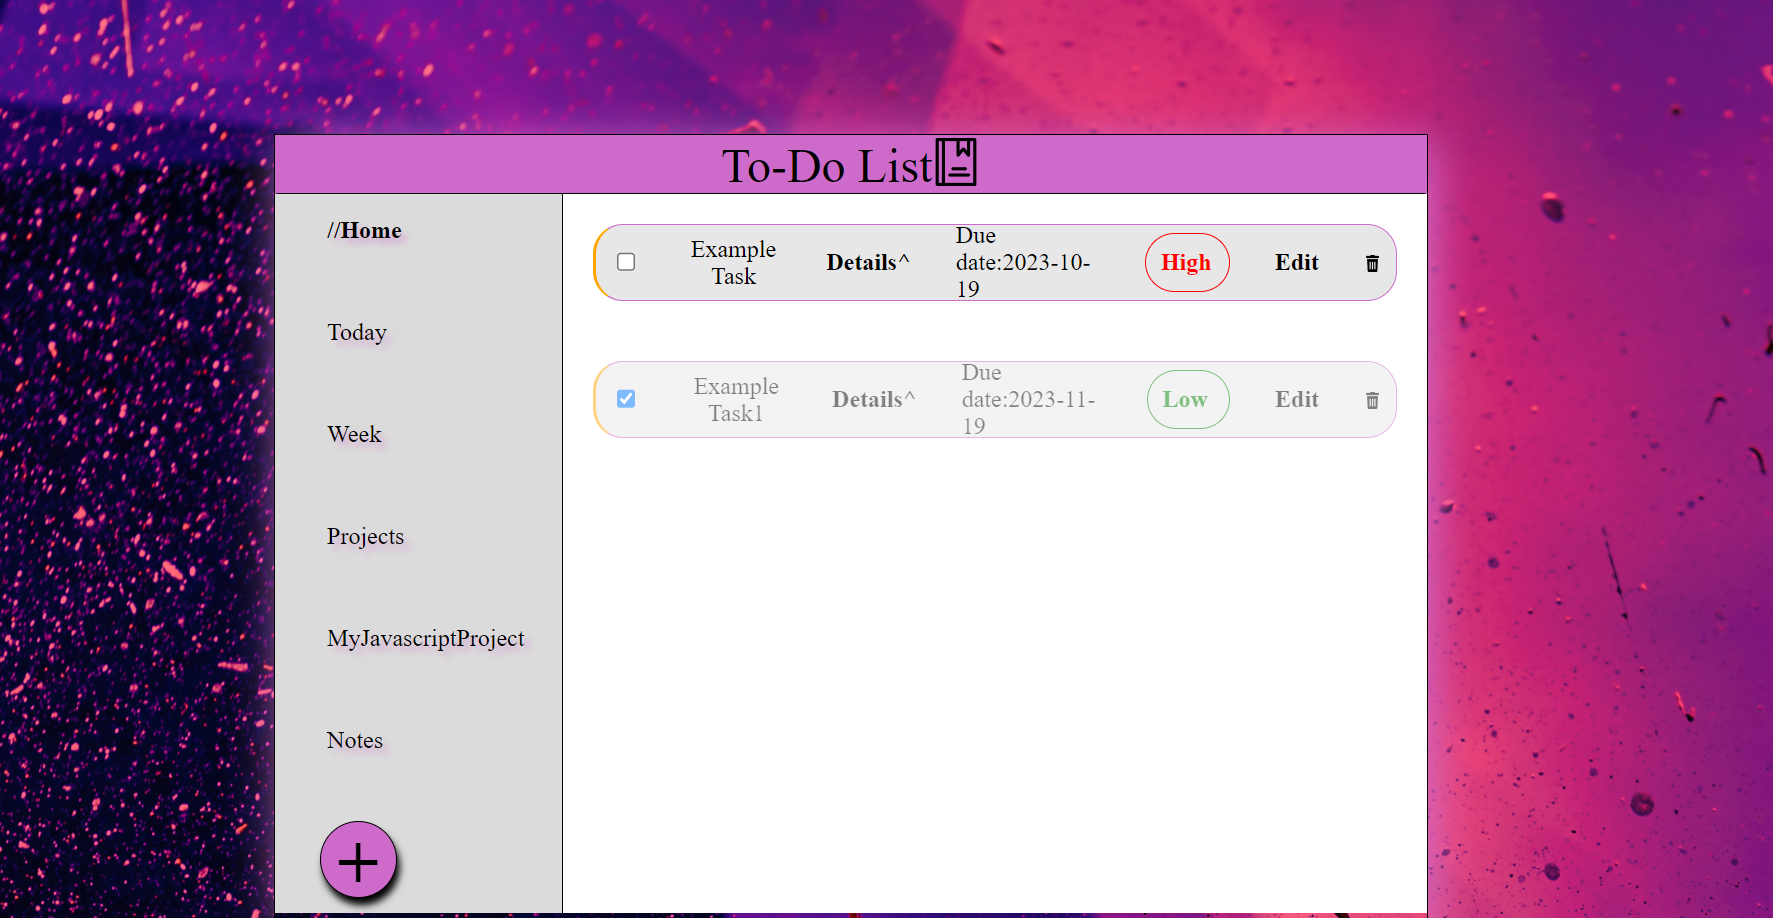 To-Do List
//Home
Today
Week
Projects
MyJavascriptProject
Notes
+
Example
Task
Details^
Due
date:2023-10-
19
High
Edit
Example
Task1
Details^
Due
date:2023-11-
19
Low
Edit